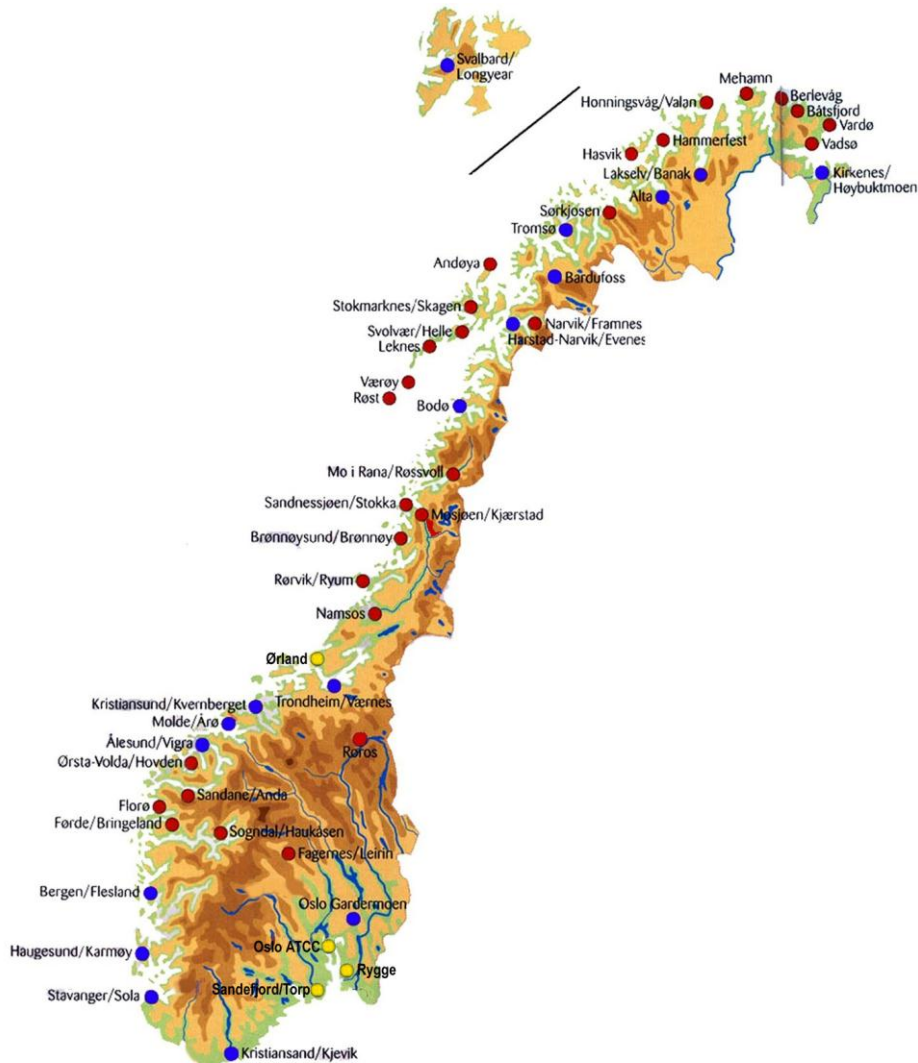 Svalbard/
Longyear
Mehamn
Berlevåg
Honningsvåg/Valan
Båtsfjord
Vardø
Hammerfest
Vadsø
Hasvik
Lakselv/Banak
Kirkenes/
Høybuktmoen
Alta
Sørkjosen
Tromsø
Andøya
Bardufoss
Stokmarknes/Skagen
Svolvær/Helle
Narvik/Framnes
Harstad-Narvik/Evenes
Leknes
Værøy
Røst
Bodø
Mo i Rana/Røssvoll
Sandnessjøen/Stokka
Mosjøen/Kjærstad
Brønnøysund/Brønnøy
Rørvik/Ryum
Namsos
Ørland
Trondheim/Værnes
Kristiansund/Kvernberget
Molde/Årø
Ålesund/Vigra
Røros
Ørsta-Volda/Hovden
Sandane/Anda
Florø
Førde/Bringeland
Sogndal/Haukåsen
Fagernes/Leirin
Bergen/Flesland
Oslo Gardermoen
Oslo ATCC
Haugesund/Karmøy
Rygge
Sandefjord/Torp
Stavanger/Sola
Kristiansand/Kjevik